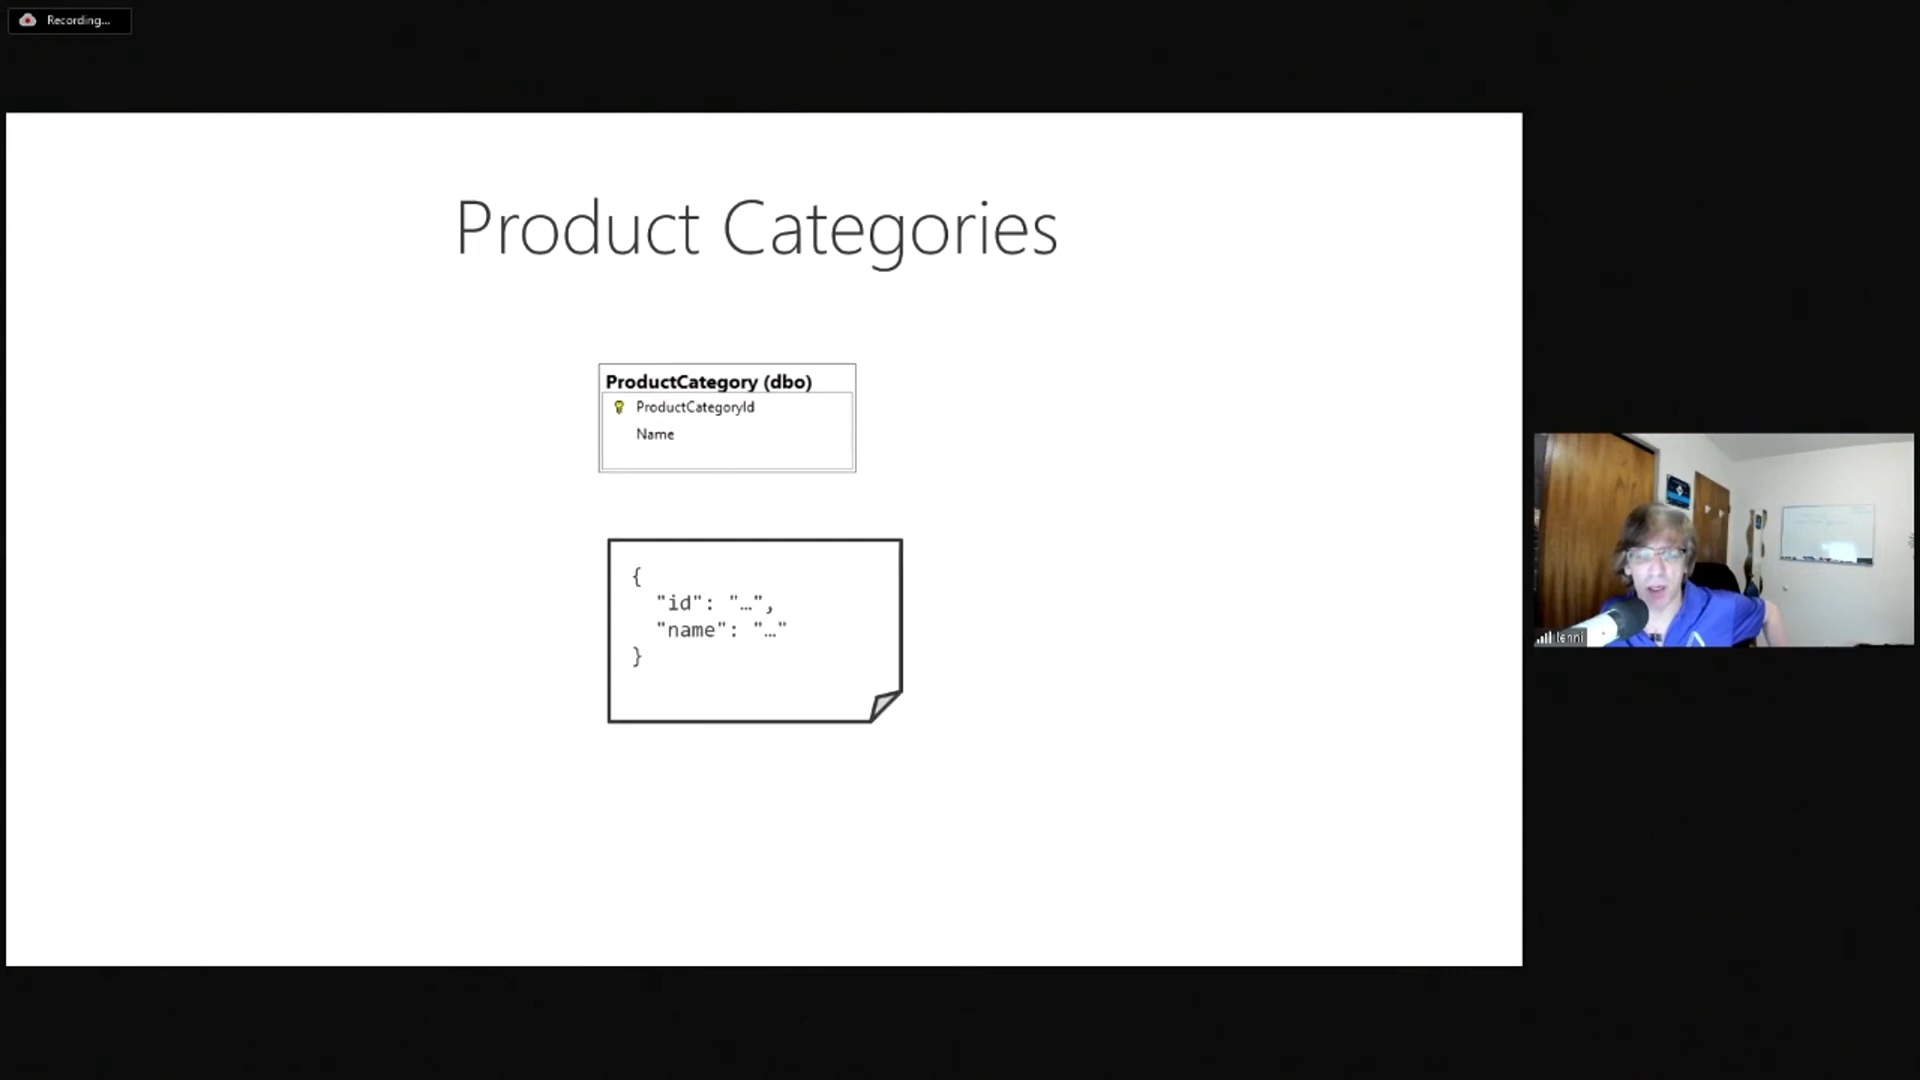 Recording...
Product Categories
ProductCategory (dbo)
ProductCategoryId
Name
{
"id": "…",
"name": "…"
}
lenni